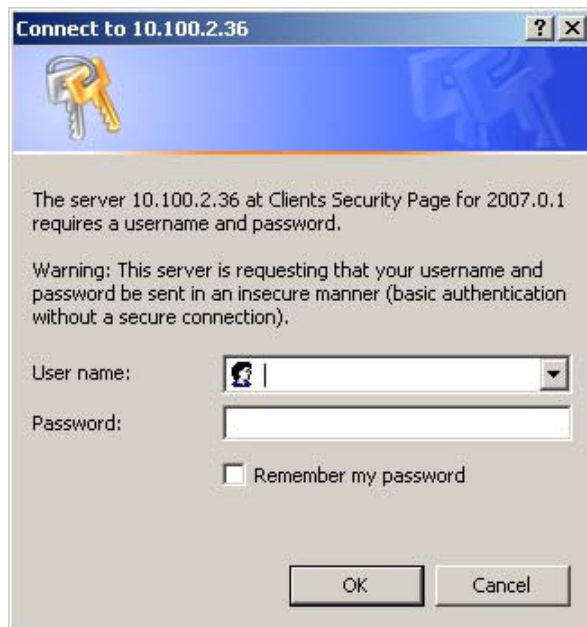 Connect to 10.100.2.36
The server 10.100.2.36 at Clients Security Page for 2007.0.1
requires a username and password.
Warning: This server is requesting that your username and
password be sent in an insecure manner (basic authentication
without a secure connection).
User name:
Password:
Remember my password
OK Cancel